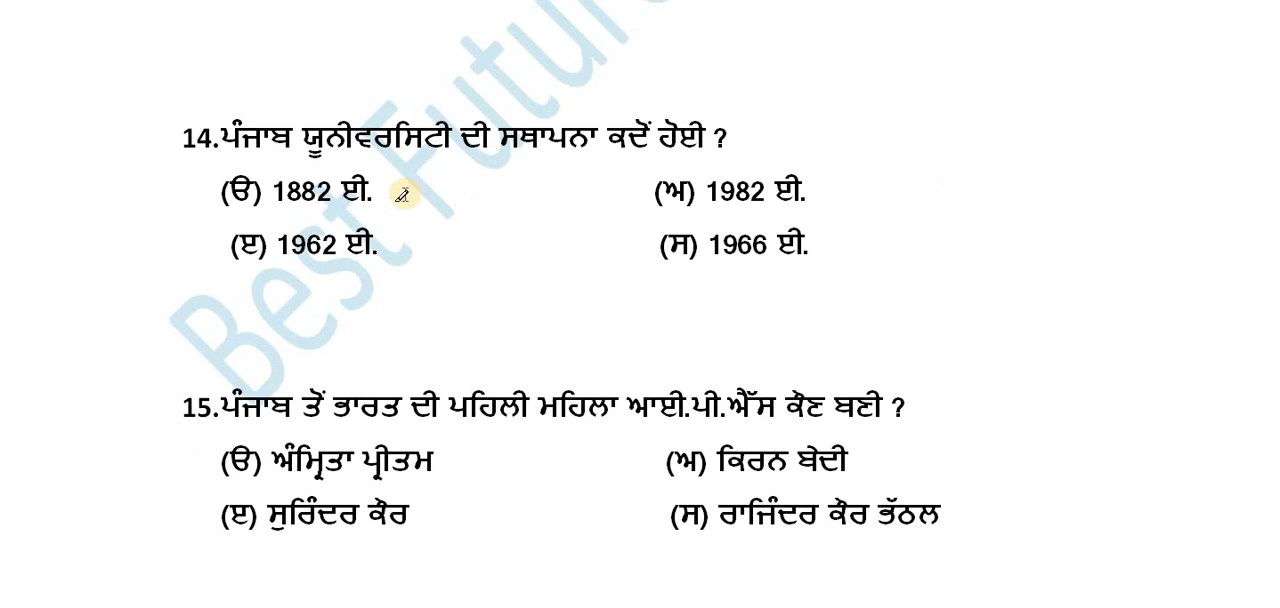 Best Future
14.ਪੰਜਾਬ ਯੂਨੀਵਰਸਿਟੀ ਦੀ ਸਥਾਪਨਾ ਕਦੋਂ ਹੋਈ ?
(ੳ) 1882 ਈ. (ਅ) 1982 ਈ.
(ੲ) 1962 ਈ. (ਸ) 1966 ਈ.
15.ਪੰਜਾਬ ਤੋਂ ਭਾਰਤ ਦੀ ਪਹਿਲੀ ਮਹਿਲਾ ਆਈ.ਪੀ.ਐੱਸ ਕੌਣ ਬਣੀ ?
(ੳ) ਅੰਮ੍ਰਿਤਾ ਪ੍ਰੀਤਮ (ਅ) ਕਿਰਨ ਬੇਦੀ
(ੲ) ਸੁਰਿੰਦਰ ਕੌਰ (ਸ) ਰਾਜਿੰਦਰ ਕੌਰ ਭੱਠਲ